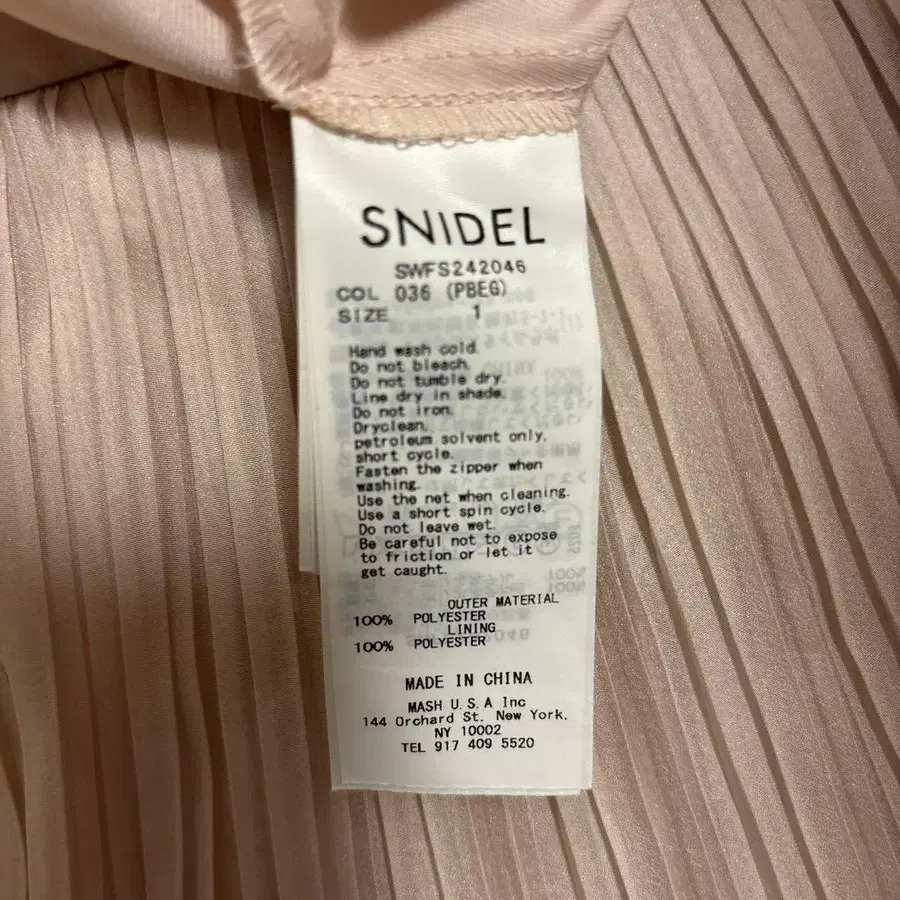 SNIDEL
SWFS242046
COL 036 (PBEG)
SIZE 1
Hand wash cold.
Do not bleach.
Do not tumble dry.
Line dry in shade.
Do not iron.
Dryclean.
petroleum solvent only,
short cycle.
Fasten the zipper when
washing.
Use the net when cleaning.
Use a short spin cycle.
Do not leave wet.
Be careful not to expose
to friction or let it
get caught.
OUTER MATERIAL
100% POLYESTER
LINING
100% POLYESTER
MADE IN CHINA
MASH U.S.A Inc
144 Orchard St. New York,
NY 10002
TEL 917 409 5520